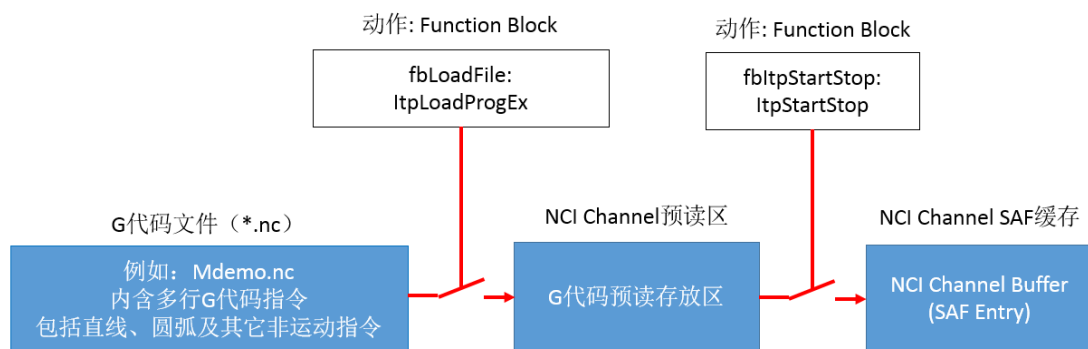 动作: Function Block
fbLoadFile:
ItpLoadProgEx
动作: Function Block
fbItpStartStop:
ItpStartStop
G代码文件（*.nc）
例如：Mdemo.nc
内含多行G代码指令
包括直线、圆弧及其它非运动指令
NCI Channel预读区
G代码预读存放区
NCI Channel SAF缓存
NCI Channel Buffer
(SAF Entry)